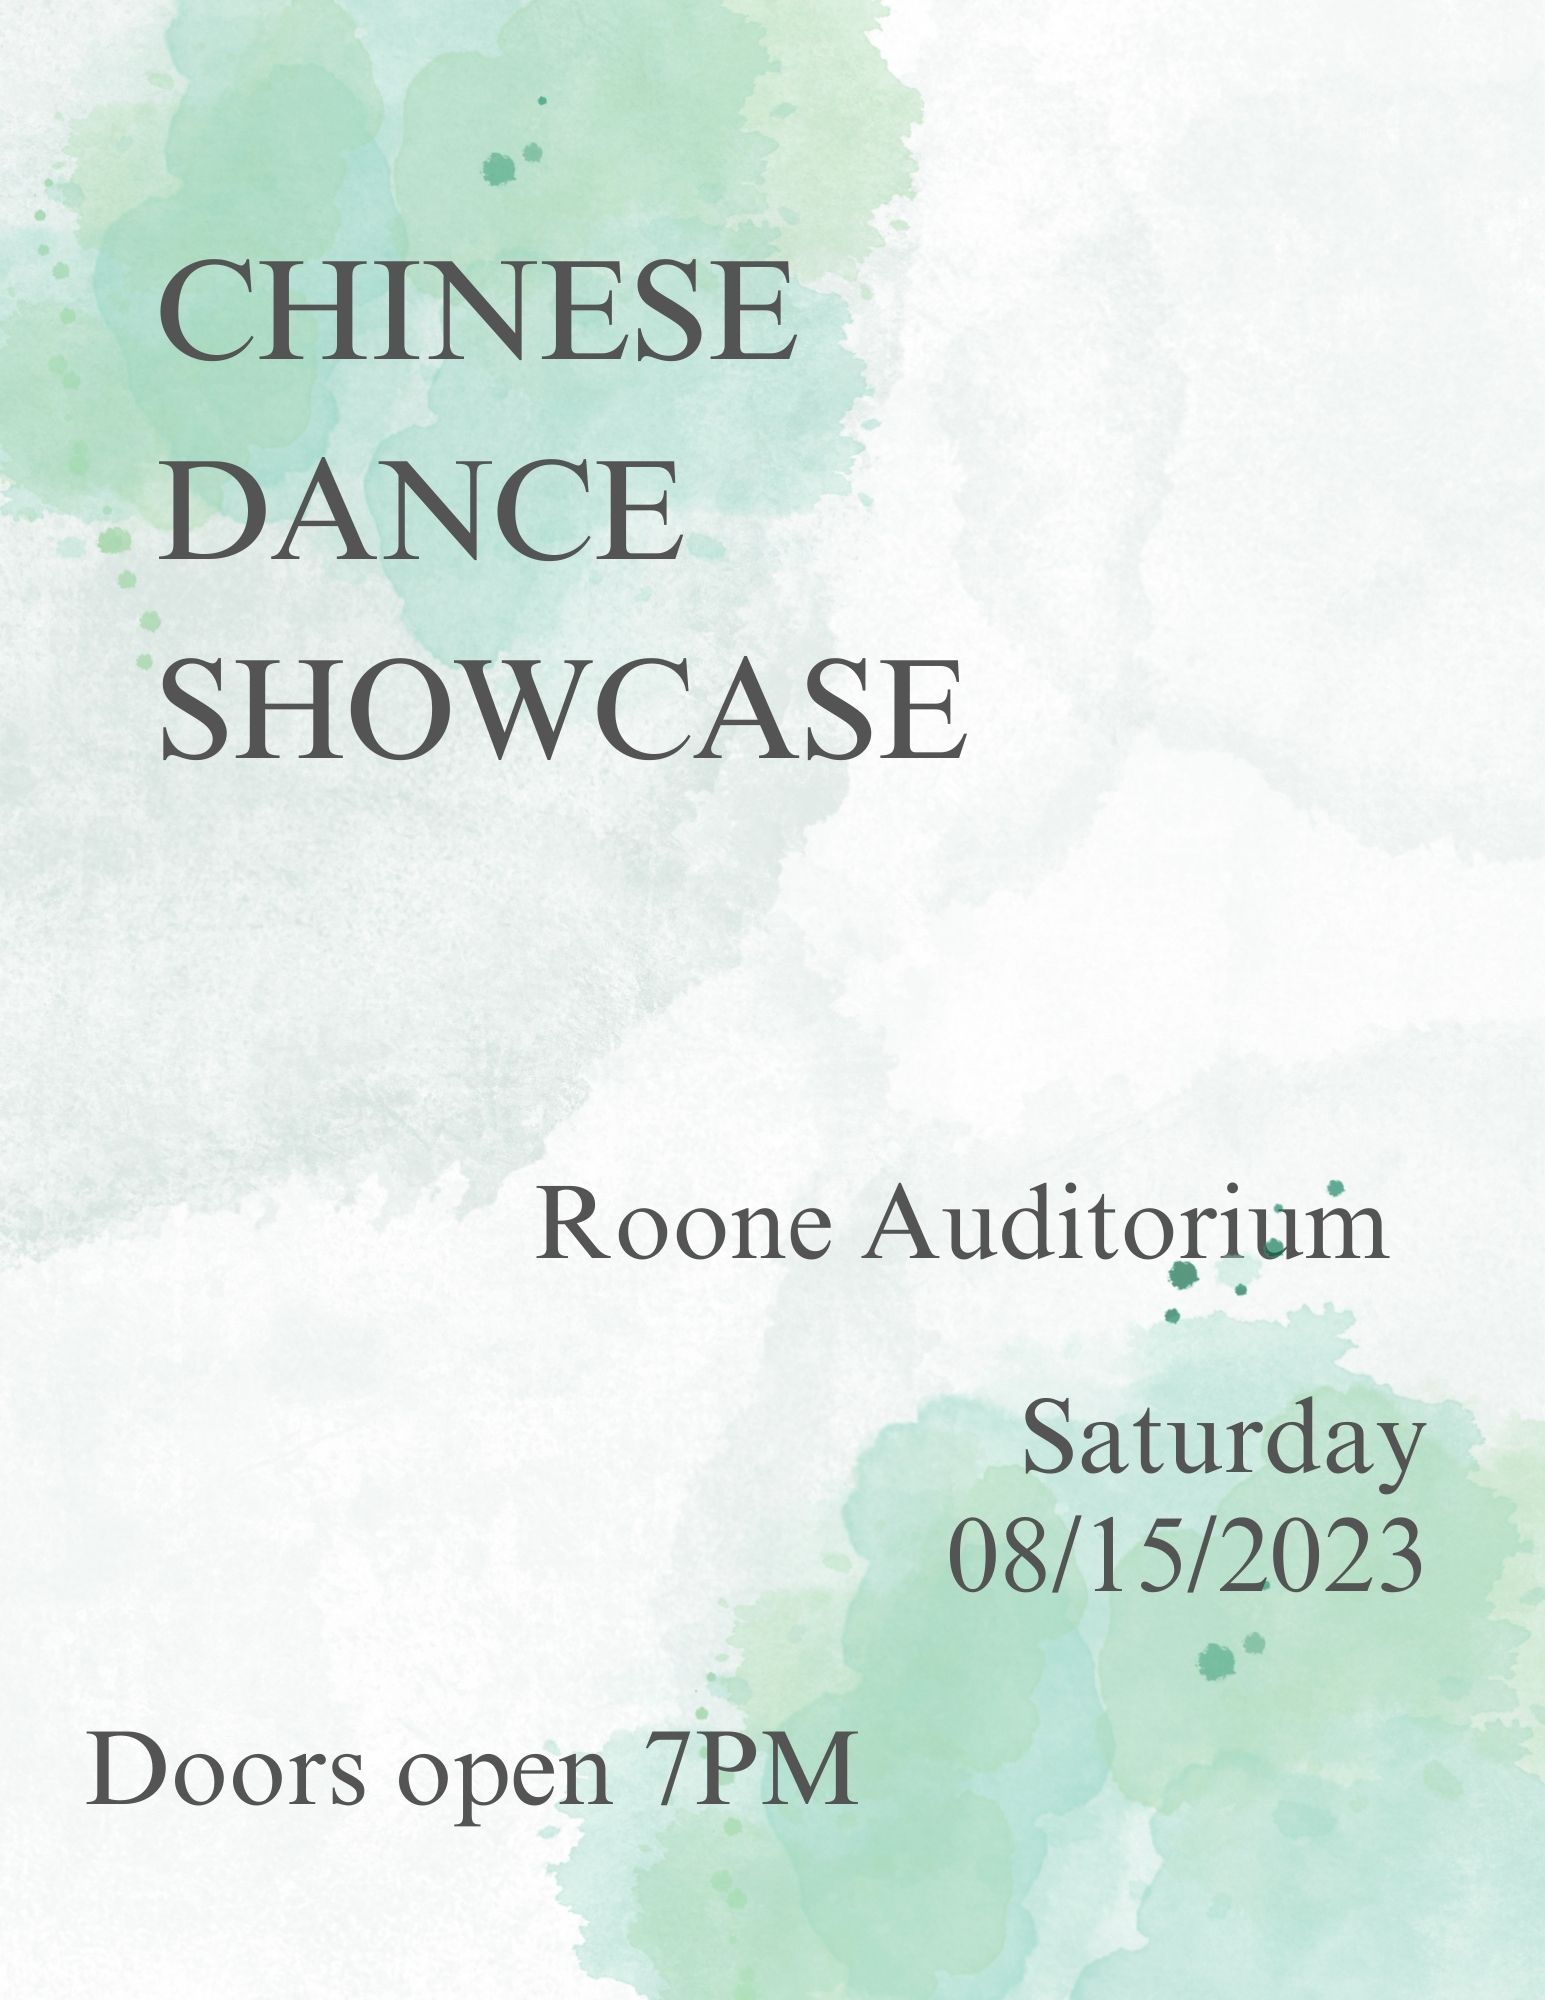 CHINESE
DANCE
SHOWCASE
Roone Auditorium
Saturday
08/15/2023
Doors open 7PM